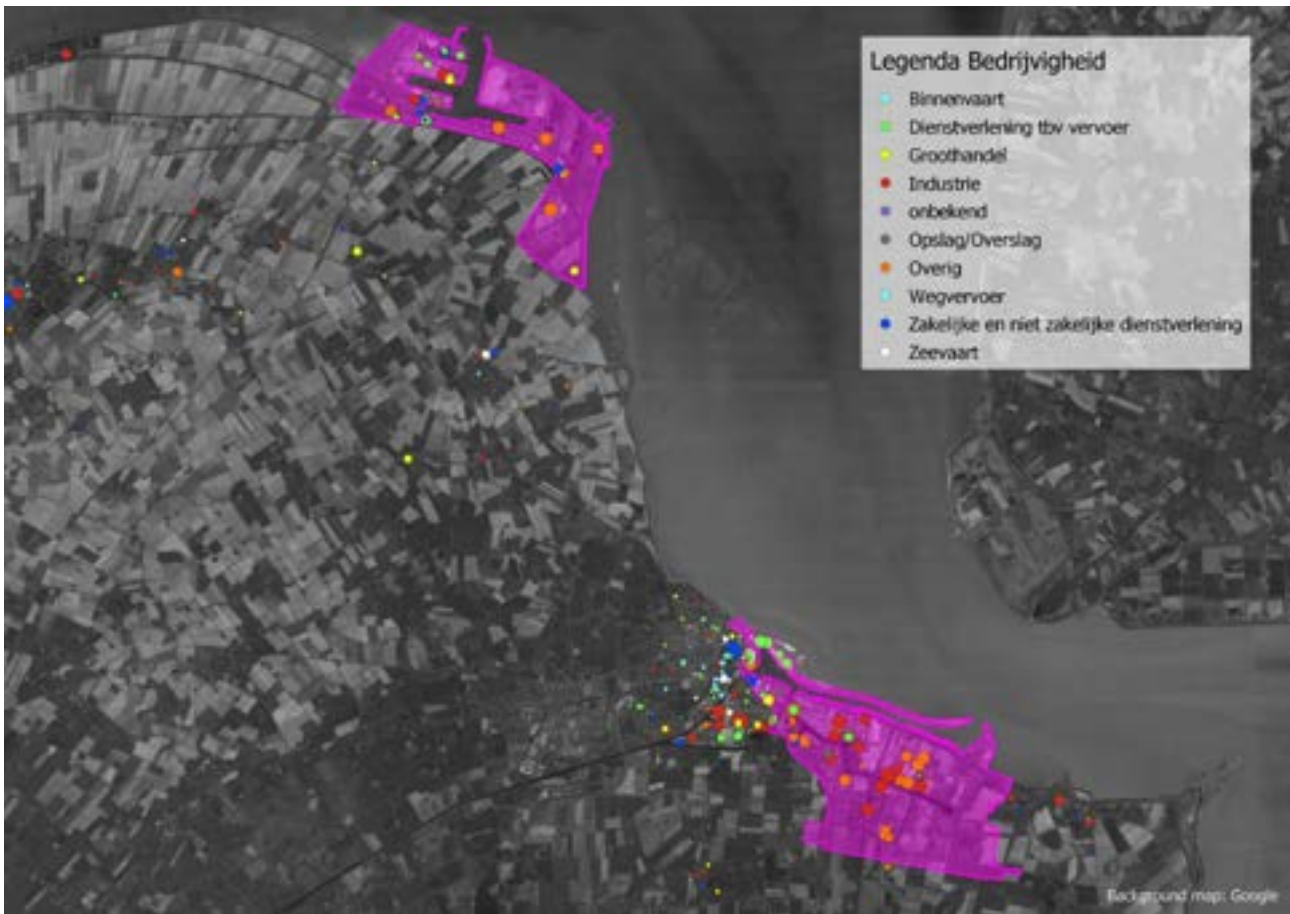 Legenda Bedrijvigheid
Binnenvaart
Dienstverlening tbv vervoer
Groothandel
Industrie
onbekend
Opslag/Overslag
Overig
Wegvervoer
Zakelijke en niet zakelijke dienstverlening
Zeevaart
Background map: Google